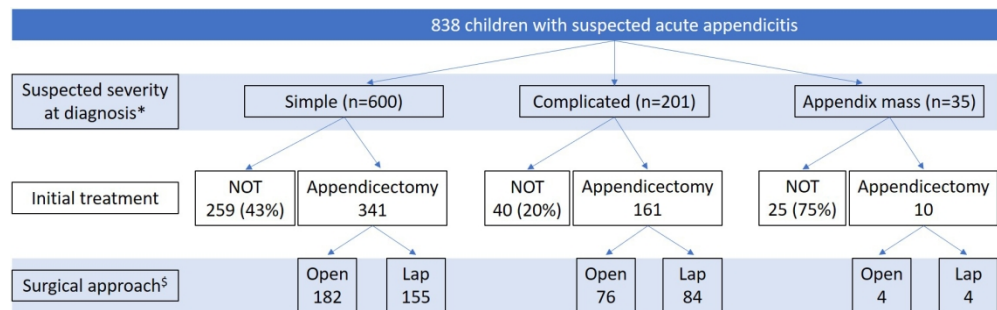 838 children with suspected acute appendicitis
Suspected severity
at diagnosis*
Simple (n=600)
Complicated (n=201)
Appendix mass (n=35)
Initial treatment
NOT
259 (43%)
Appendicectomy
341
NOT
40 (20%)
Appendicectomy
161
NOT
25 (75%)
Appendicectomy
10
Surgical approach$
Open
182
Lap
155
Open
76
Lap
84
Open
4
Lap
4